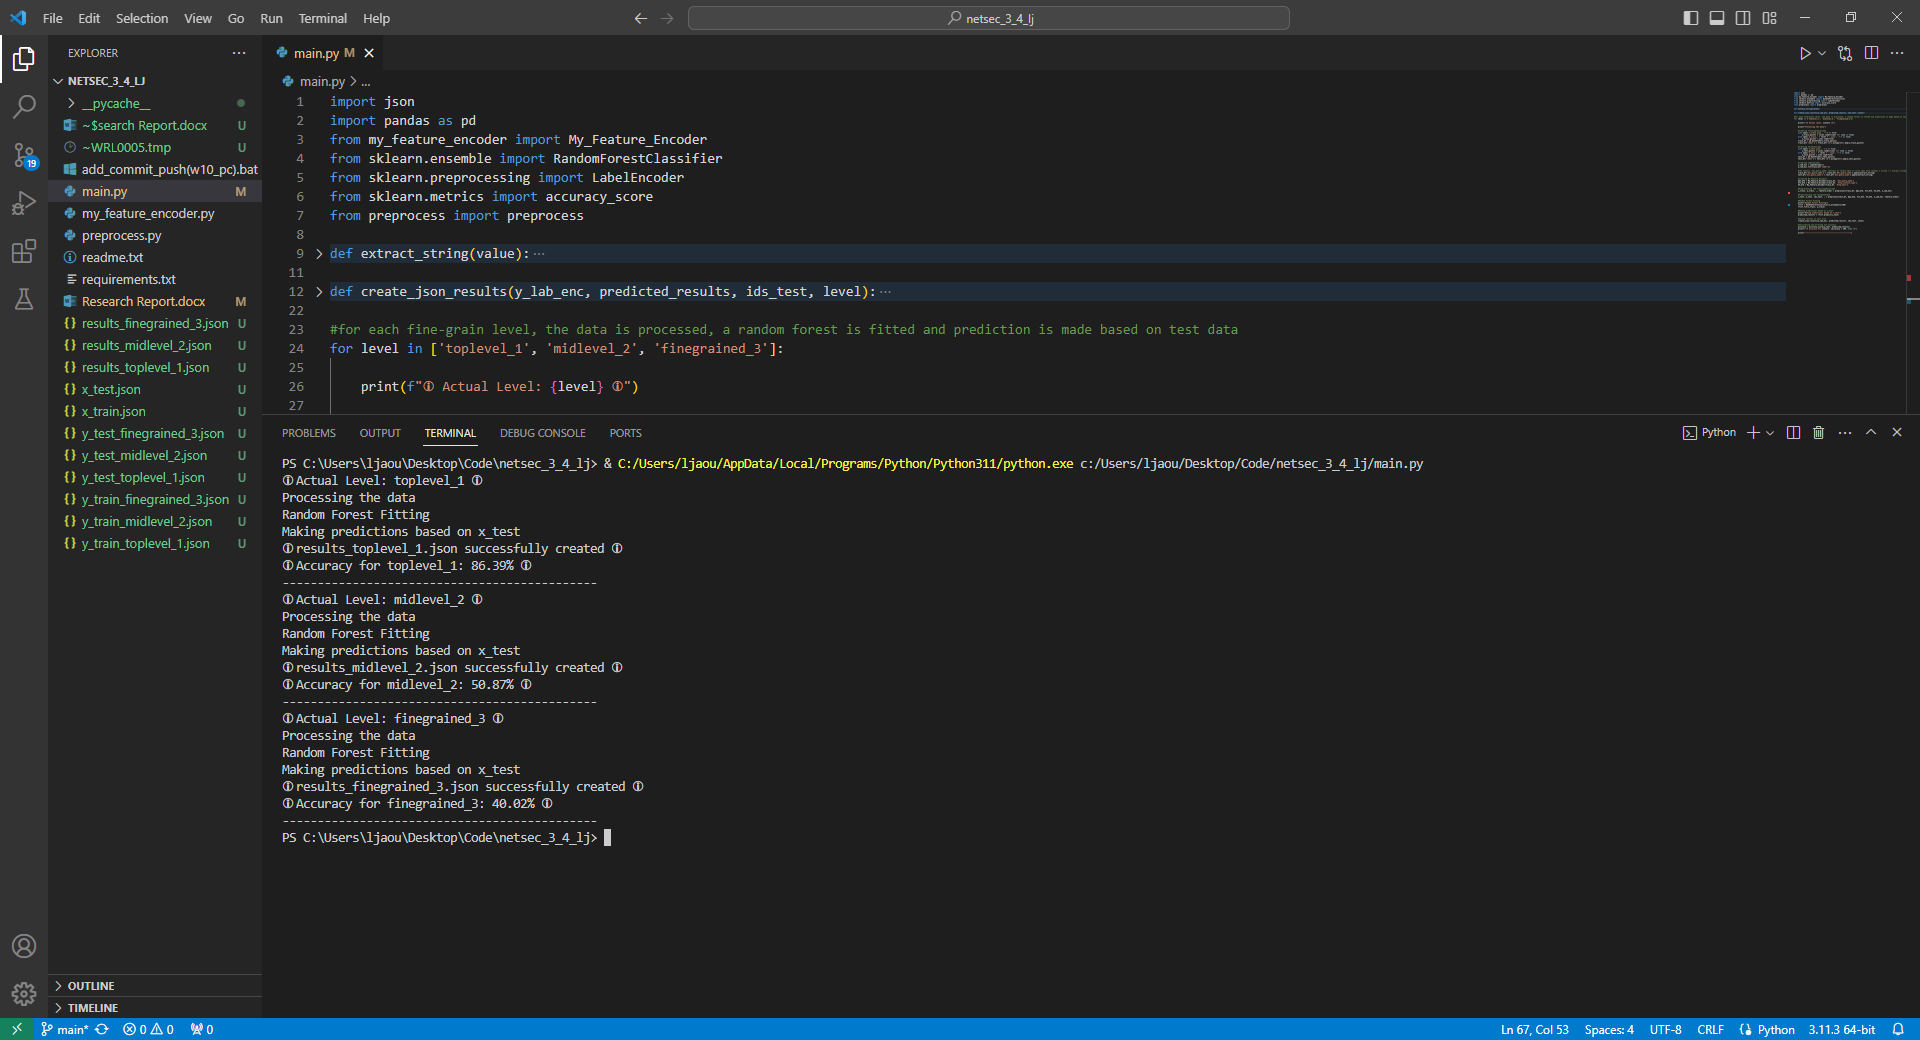 File Edit Selection View Go Run Terminal Help
netsec_3_4_lj
EXPLORER
NETSEC_3_4_LJ
__pycache__
~$search Report.docx U
~WRL0005.tmp U
add_commit_push(w10_pc).bat
main.py M
my_feature_encoder.py
preprocess.py
readme.txt
requirements.txt
Research Report.docx M
results_finegrained_3.json U
results_midlevel_2.json U
results_toplevel_1.json U
x_test.json U
x_train.json U
y_test_finegrained_3.json U
y_test_midlevel_2.json U
y_test_toplevel_1.json U
y_train_finegrained_3.json U
y_train_midlevel_2.json U
y_train_toplevel_1.json U
19
OUTLINE
TIMELINE
main.py M
main.py > ...
1 import json
2 import pandas as pd
3 from my_feature_encoder import My_Feature_Encoder
4 from sklearn.ensemble import RandomForestClassifier
5 from sklearn.preprocessing import LabelEncoder
6 from sklearn.metrics import accuracy_score
7 from preprocess import preprocess
8
9 def extract_string(value):···
11
12 def create_json_results(y_lab_enc, predicted_results, ids_test, level):···
22
23 #for each fine-grain level, the data is processed, a random forest is fitted and prediction is made based on test data
24 for level in ['toplevel_1', 'midlevel_2', 'finegrained_3']:
25
26 print(f"🛈 Actual Level: {level} 🛈")
27
PROBLEMS OUTPUT TERMINAL DEBUG CONSOLE PORTS
Python
PS C:\Users\ljaou\Desktop\Code\netsec_3_4_lj> & C:/Users/ljaou/AppData/Local/Programs/Python/Python311/python.exe c:/Users/ljaou/Desktop/Code/netsec_3_4_lj/main.py
🛈 Actual Level: toplevel_1 🛈
Processing the data
Random Forest Fitting
Making predictions based on x_test
🛈 results_toplevel_1.json successfully created 🛈
🛈 Accuracy for toplevel_1: 86.39% 🛈
---------------------------------------------
🛈 Actual Level: midlevel_2 🛈
Processing the data
Random Forest Fitting
Making predictions based on x_test
🛈 results_midlevel_2.json successfully created 🛈
🛈 Accuracy for midlevel_2: 50.87% 🛈
---------------------------------------------
🛈 Actual Level: finegrained_3 🛈
Processing the data
Random Forest Fitting
Making predictions based on x_test
🛈 results_finegrained_3.json successfully created 🛈
🛈 Accuracy for finegrained_3: 40.02% 🛈
---------------------------------------------
PS C:\Users\ljaou\Desktop\Code\netsec_3_4_lj>
main* 0 0 0
Ln 67, Col 53 Spaces: 4 UTF-8 CRLF Python 3.11.3 64-bit